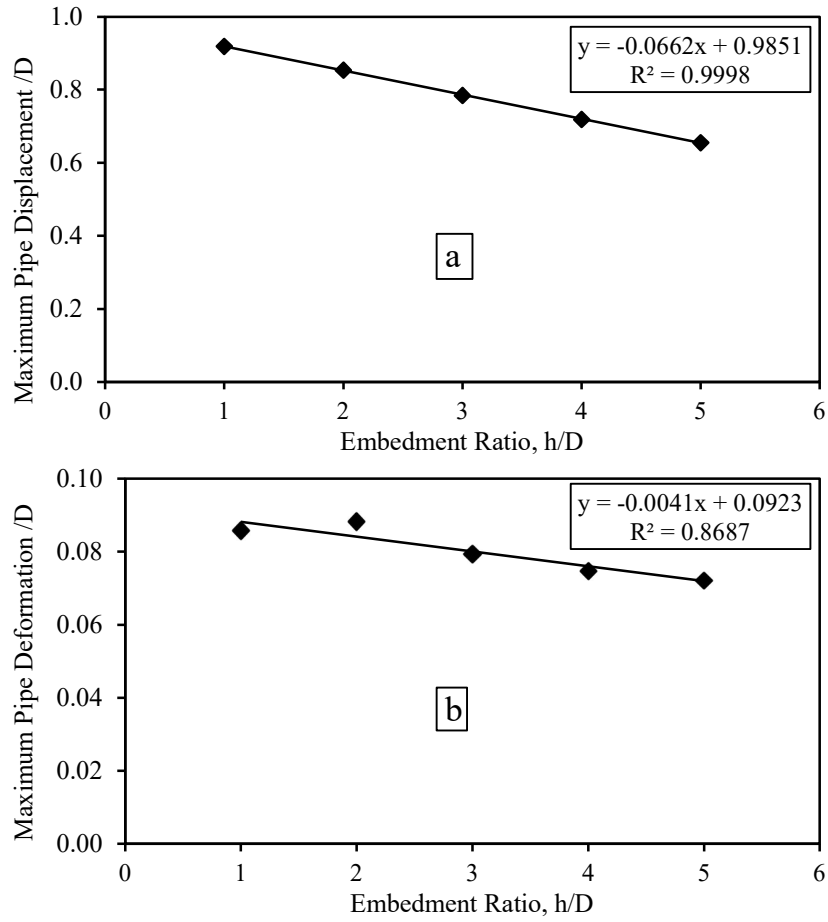 Maximum Pipe Displacement /D
1.0
0.8
0.6
0.4
0.2
0.0
y = -0.0662x + 0.9851
R² = 0.9998
a
0 1 2 3 4 5 6
Embedment Ratio, h/D
Maximum Pipe Deformation /D
0.10
0.08
0.06
0.04
0.02
0.00
y = -0.0041x + 0.0923
R² = 0.8687
b
0 1 2 3 4 5 6
Embedment Ratio, h/D